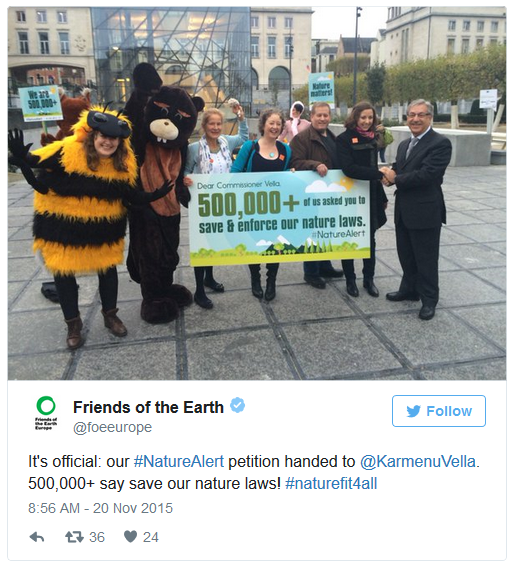 We are
500,000+
Nature
matters!
Dear Commissioner Vella,
500,000+ of us asked you to
save & enforce our nature laws.
#NatureAlert
Friends of
the Earth
Europe
Friends of the Earth
@foeeurope
Follow
It's official: our #NatureAlert petition handed to @KarmenuVella.
500,000+ say save our nature laws! #naturefit4all
8:56 AM - 20 Nov 2015
36
24